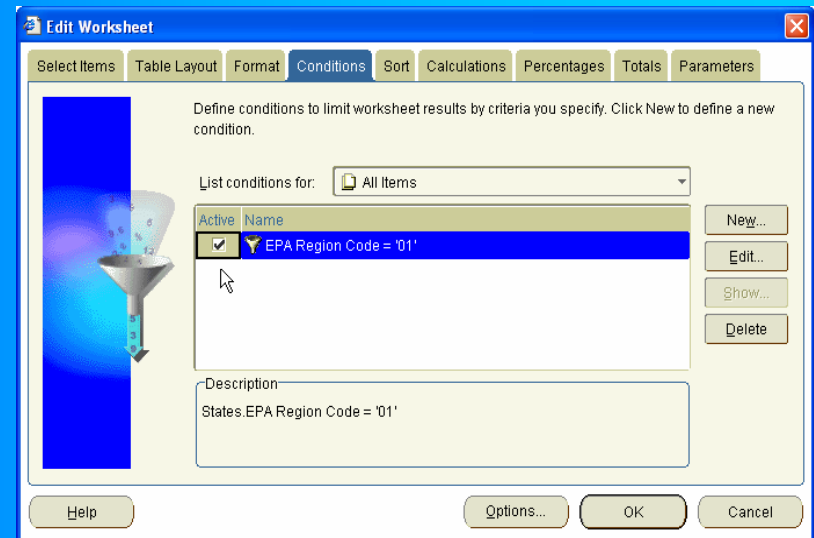 Edit Worksheet
Select Items Table Layout Format Conditions Sort Calculations Percentages Totals Parameters
Define conditions to limit worksheet results by criteria you specify. Click New to define a new
condition.
List conditions for: All Items
Active Name
EPA Region Code = '01'
New...
Edit...
Show...
Delete
Description
States.EPA Region Code = '01'
Help Options... OK Cancel